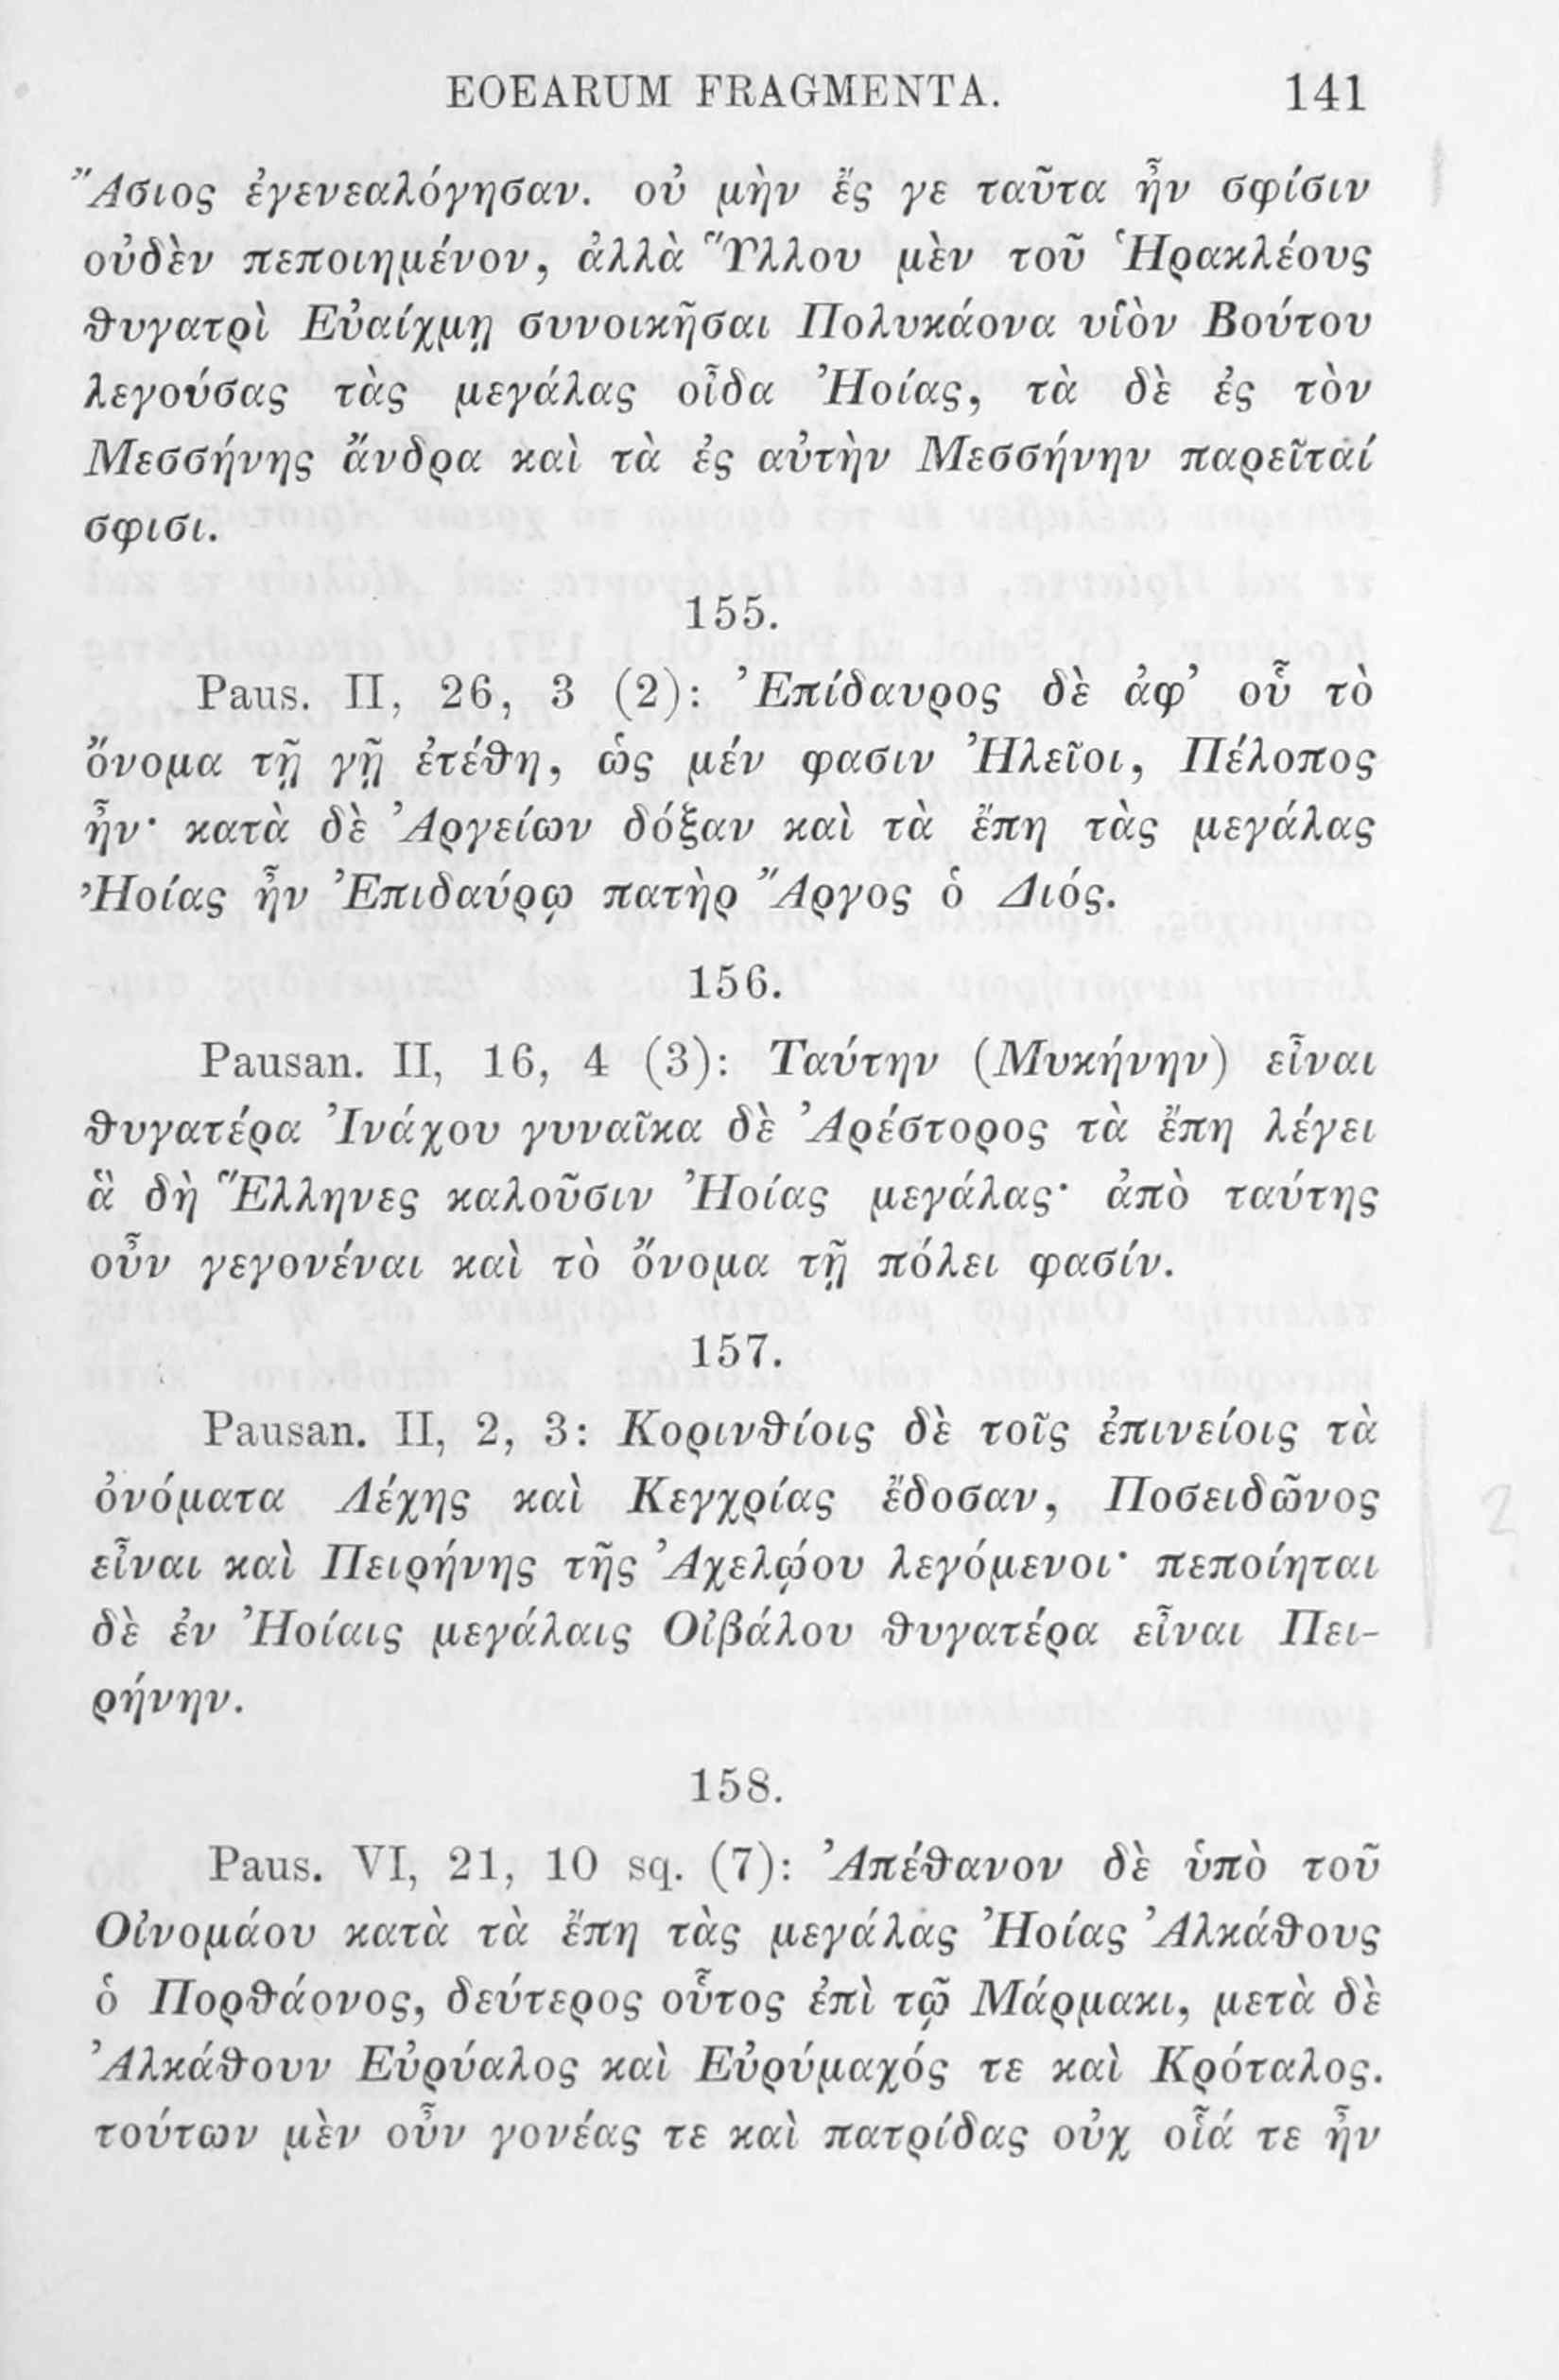 EOEARUM FRAGMENTA. 141
Ἄσιος ἐγενεαλόγησαν. οὐ μὴν ἔς γε ταῦτα ἦν σφίσιν
οὐδὲν πεποιημένον, ἀλλὰ Ὕλλου μὲν τοῦ Ἡρακλέους
θυγατρὶ Εὐαίχμῃ συνοικῆσαι Πολυκάονα υἱὸν Βούτου
λεγούσας τὰς μεγάλας οἶδα Ἠοίας, τὰ δὲ ἐς τὸν
Μεσσήνης ἄνδρα καὶ τὰ ἐς αὐτὴν Μεσσήνην παρεῖταί
σφισι.
155.
Paus. II, 26, 3 (2): Ἐπίδαυρος δὲ ἀφ’ οὗ τὸ
ὄνομα τῇ γῇ ἐτέθη, ὡς μέν φασιν Ἠλεῖοι, Πέλοπος
ἦν· κατὰ δὲ Ἀργείων δόξαν καὶ τὰ ἔπη τὰς μεγάλας
Ἠοίας ἦν Ἐπιδαύρῳ πατὴρ Ἄργος ὁ Διός.
156.
Pausan. II, 16, 4 (3): Ταύτην (Μυκήνην) εἶναι
θυγατέρα Ἰνάχου γυναῖκα δὲ Ἀρέστορος τὰ ἔπη λέγει
ἃ δὴ Ἕλληνες καλοῦσιν Ἠοίας μεγάλας· ἀπὸ ταύτης
οὖν γεγονέναι καὶ τὸ ὄνομα τῇ πόλει φασίν.
157.
Pausan. II, 2, 3: Κορινθίοις δὲ τοῖς ἐπινείοις τὰ
ὀνόματα Λέχης καὶ Κεγχρίας ἔδοσαν, Ποσειδῶνος
εἶναι καὶ Πειρήνης τῆς Ἀχελῴου λεγόμενοι· πεποίηται
δὲ ἐν Ἠοίαις μεγάλαις Οἰβάλου θυγατέρα εἶναι Πει-
ρήνην.
158.
Paus. VI, 21, 10 sq. (7): Ἀπέθανον δὲ ὑπὸ τοῦ
Οἰνομάου κατὰ τὰ ἔπη τὰς μεγάλας Ἠοίας Ἀλκάθους
ὁ Πορθάονος, δεύτερος οὗτος ἐπὶ τῷ Μάρμακι, μετὰ δὲ
Ἀλκάθουν Εὐρύαλος καὶ Εὐρύμαχός τε καὶ Κρόταλος.
τούτων μὲν οὖν γονέας τε καὶ πατρίδας οὐχ οἷά τε ἦν